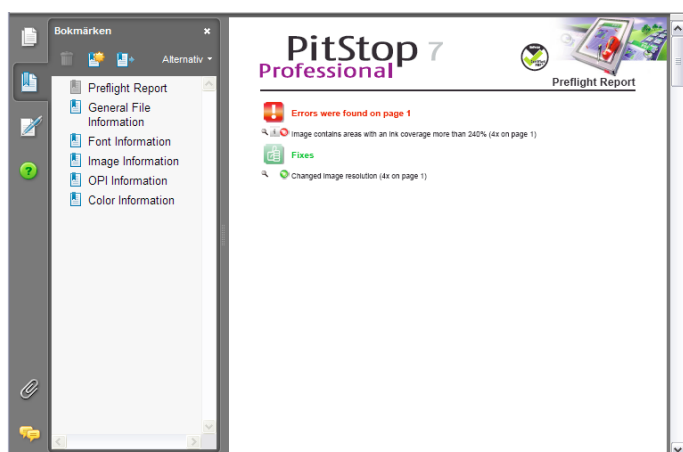 Bokmärken
Alternativ
Preflight Report
General File
Information
Font Information
Image Information
OPI Information
Color Information
PitStop 7
Professional
Preflight Report
Errors were found on page 1
Image contains areas with an ink coverage more than 240% (4x on page 1)
Fixes
Changed image resolution (4x on page 1)